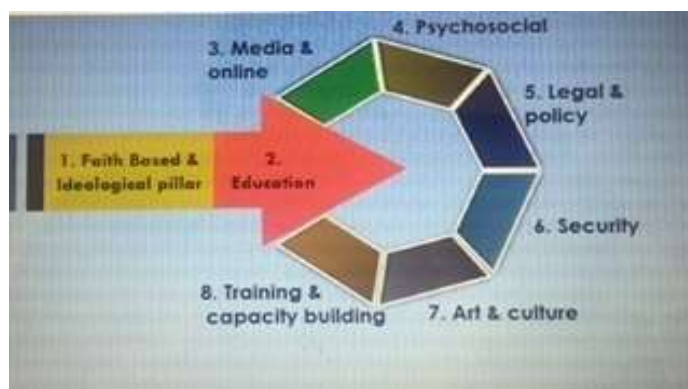 1. Faith Based &
Ideological pillar
2.
Education
3. Media &
online
4. Psychosocial
5. Legal &
policy
6. Security
7. Art & culture
8. Training &
capacity building